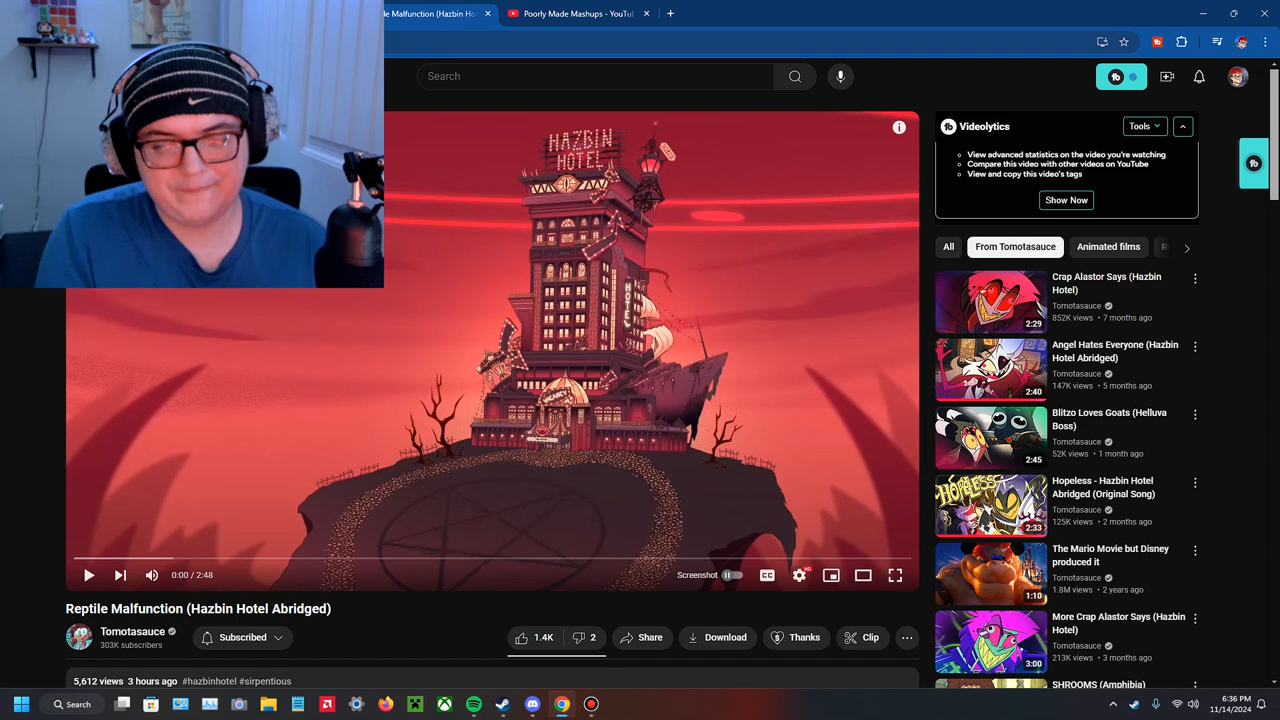 le Malfunction (Hazbin Ho
Poorly Made Mashups - YouTu
Search
HAZBIN
HOTEL
HOTEL
Videolytics
Tools
View advanced statistics on the video you're watching
Compare this video with other videos on YouTube
View and copy this video's tags
Show Now
All
From Tomotasauce
Animated films
R
2:29
Crap Alastor Says (Hazbin
Hotel)
Tomotasauce
852K views • 7 months ago
2:40
Angel Hates Everyone (Hazbin
Hotel Abridged)
Tomotasauce
147K views • 5 months ago
2:45
Blitzo Loves Goats (Helluva
Boss)
Tomotasauce
52K views • 1 month ago
HOPELESS
2:33
Hopeless - Hazbin Hotel
Abridged (Original Song)
Tomotasauce
125K views • 2 months ago
1:10
The Mario Movie but Disney
produced it
Tomotasauce
1.8M views • 2 years ago
3:00
More Crap Alastor Says (Hazbin
Hotel)
Tomotasauce
213K views • 3 months ago
SHROOMS (Amphibia)
0:00 / 2:48
Screenshot
CC
HD
Reptile Malfunction (Hazbin Hotel Abridged)
Tomotasauce
303K subscribers
Subscribed
1.4K
2
Share
Download
Thanks
Clip
5,612 views 3 hours ago #hazbinhotel #sirpentious
Search
6:36 PM
11/14/2024